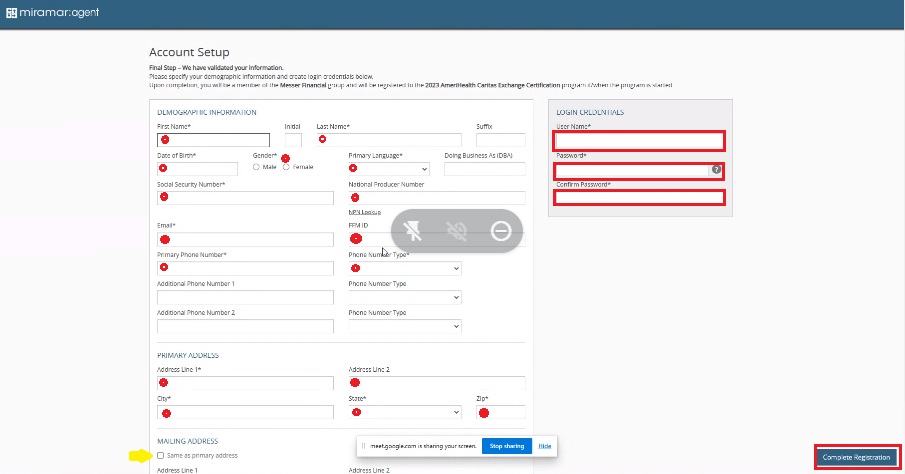 miramar:agent
Account Setup
Final Step – We have validated your information.
Please specify your demographic information and create login credentials below.
Upon completion, you will be a member of the Messer Financial group and will be registered to the 2023 AmeriHealth Caritas Exchange Certification program if/when the program is started
DEMOGRAPHIC INFORMATION
First Name* Initial Last Name* Suffix
Date of Birth* Gender* Primary Language* Doing Business As (DBA)
Male Female
Social Security Number* National Producer Number
NPN Lookup
Email* FFM ID
Primary Phone Number* Phone Number Type*
Additional Phone Number 1 Phone Number Type
Additional Phone Number 2 Phone Number Type
PRIMARY ADDRESS
Address Line 1* Address Line 2
City* State* Zip*
MAILING ADDRESS
Same as primary address
Address Line 1 Address Line 2
LOGIN CREDENTIALS
User Name*
Password*
?
Confirm Password*
meet.google.com is sharing your screen. Stop sharing Hide
Complete Registration